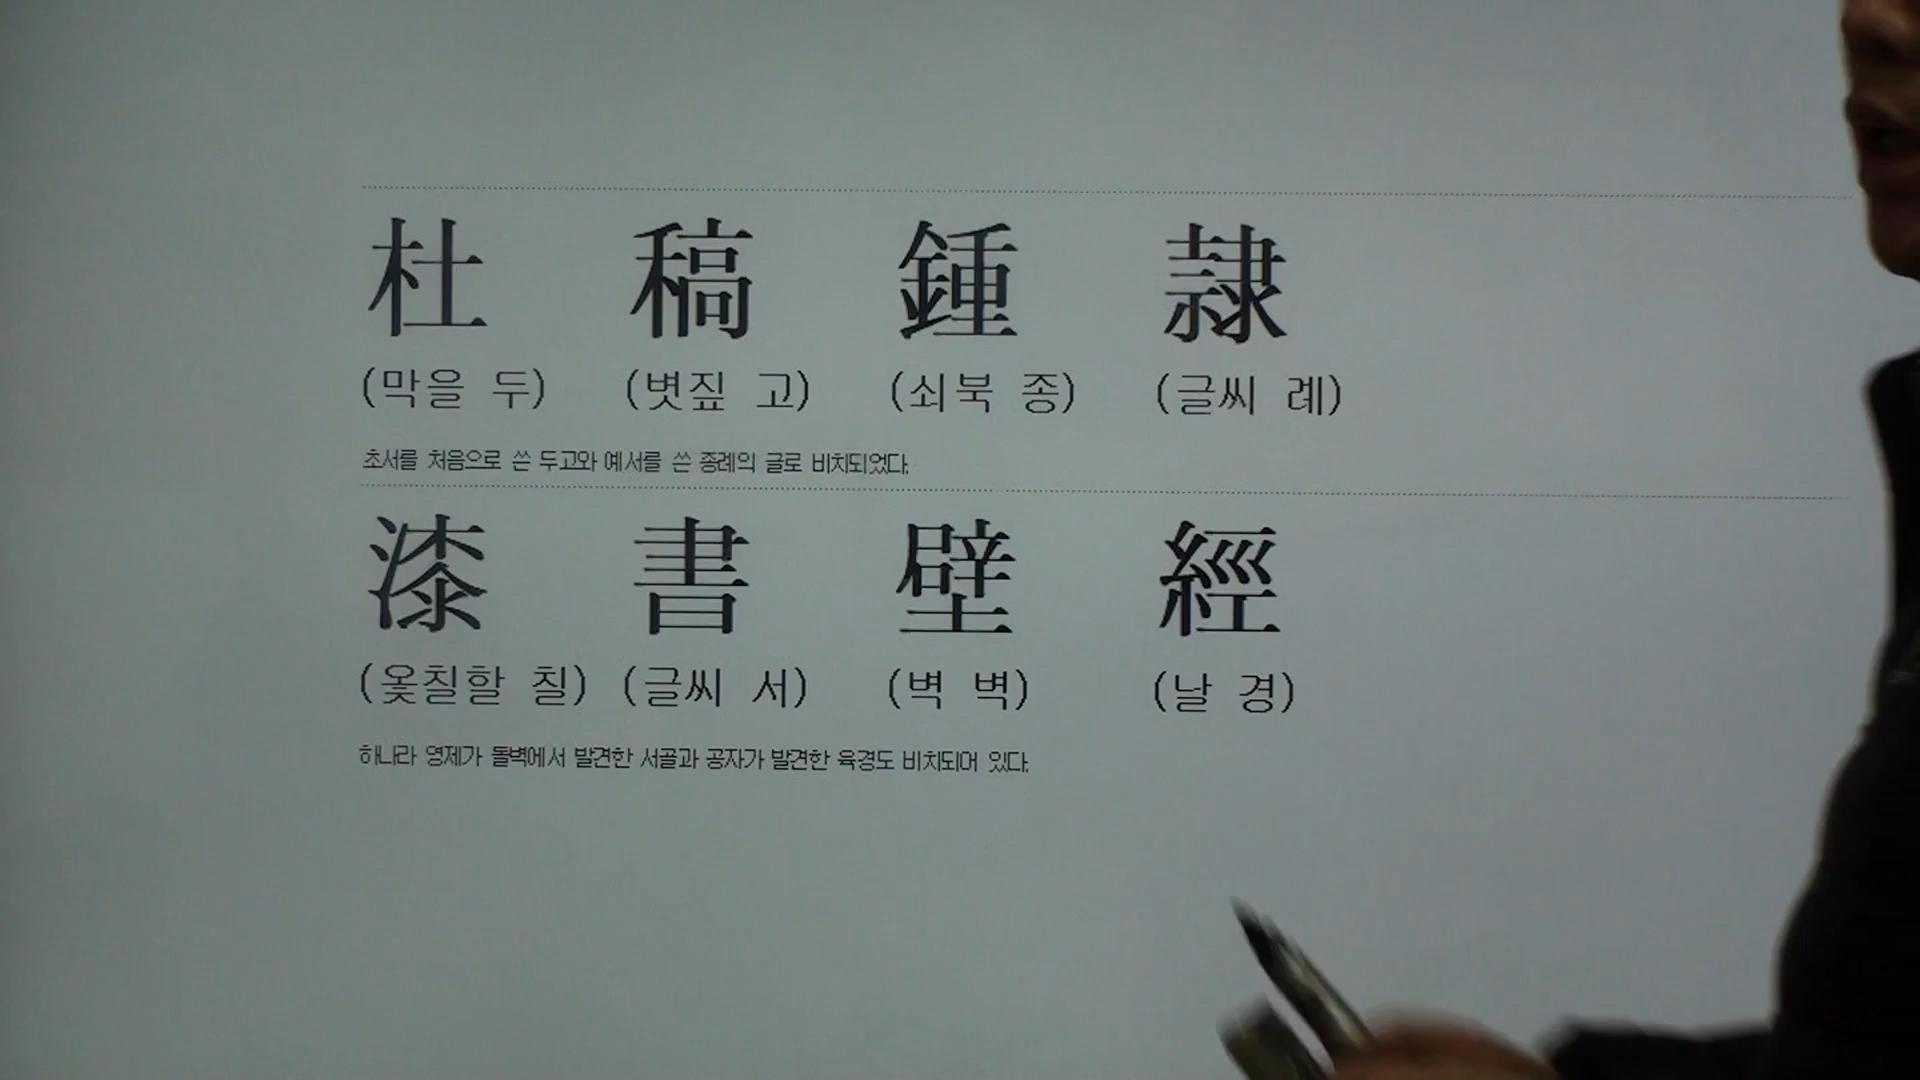 杜 稿 鍾 隷
(막을 두) (볏짚 고) (쇠북 종) (글씨 례)
초서를 처음으로 쓴 두고와 예서를 쓴 종례의 글로 비치되었다.
漆 書 壁 經
(옻칠할 칠) (글씨 서) (벽 벽) (날 경)
하나라 영제가 돌벽에서 발견한 서골과 공자가 발견한 육경도 비치되어 있다.